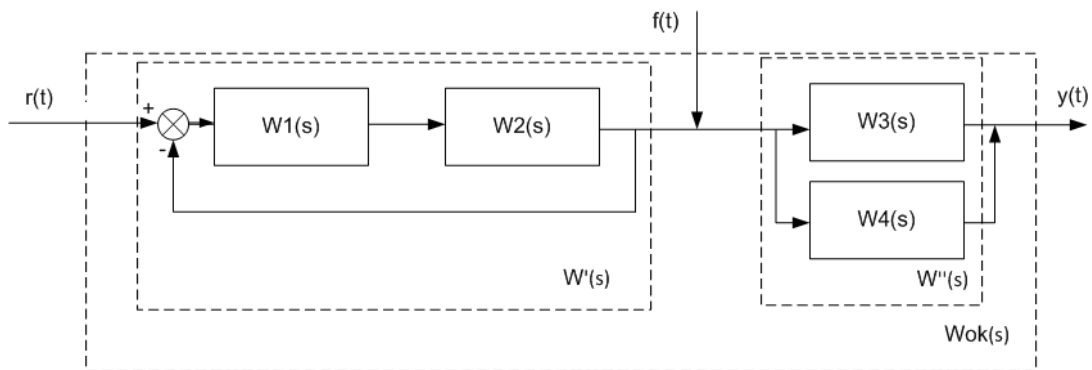 f(t)
r(t)
y(t)
+
-
W1(s)
W2(s)
W3(s)
W4(s)
W'(s)
W''(s)
Wok(s)